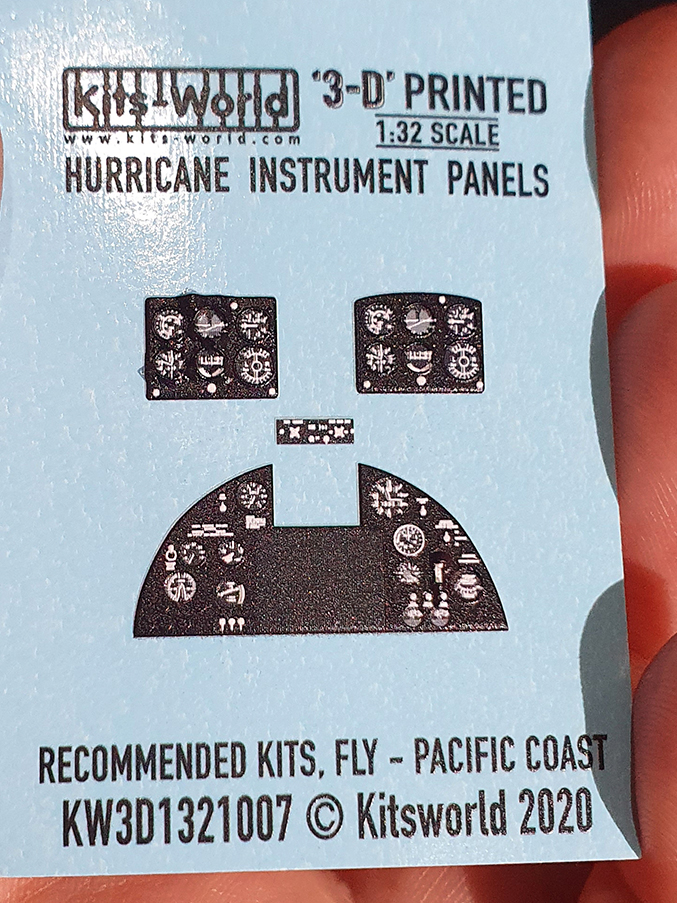 Kits-World
www.kits-world.com
'3-D' PRINTED
1:32 SCALE
HURRICANE INSTRUMENT PANELS
RECOMMENDED KITS, FLY - PACIFIC COAST
KW3D1321007 © Kitsworld 2020